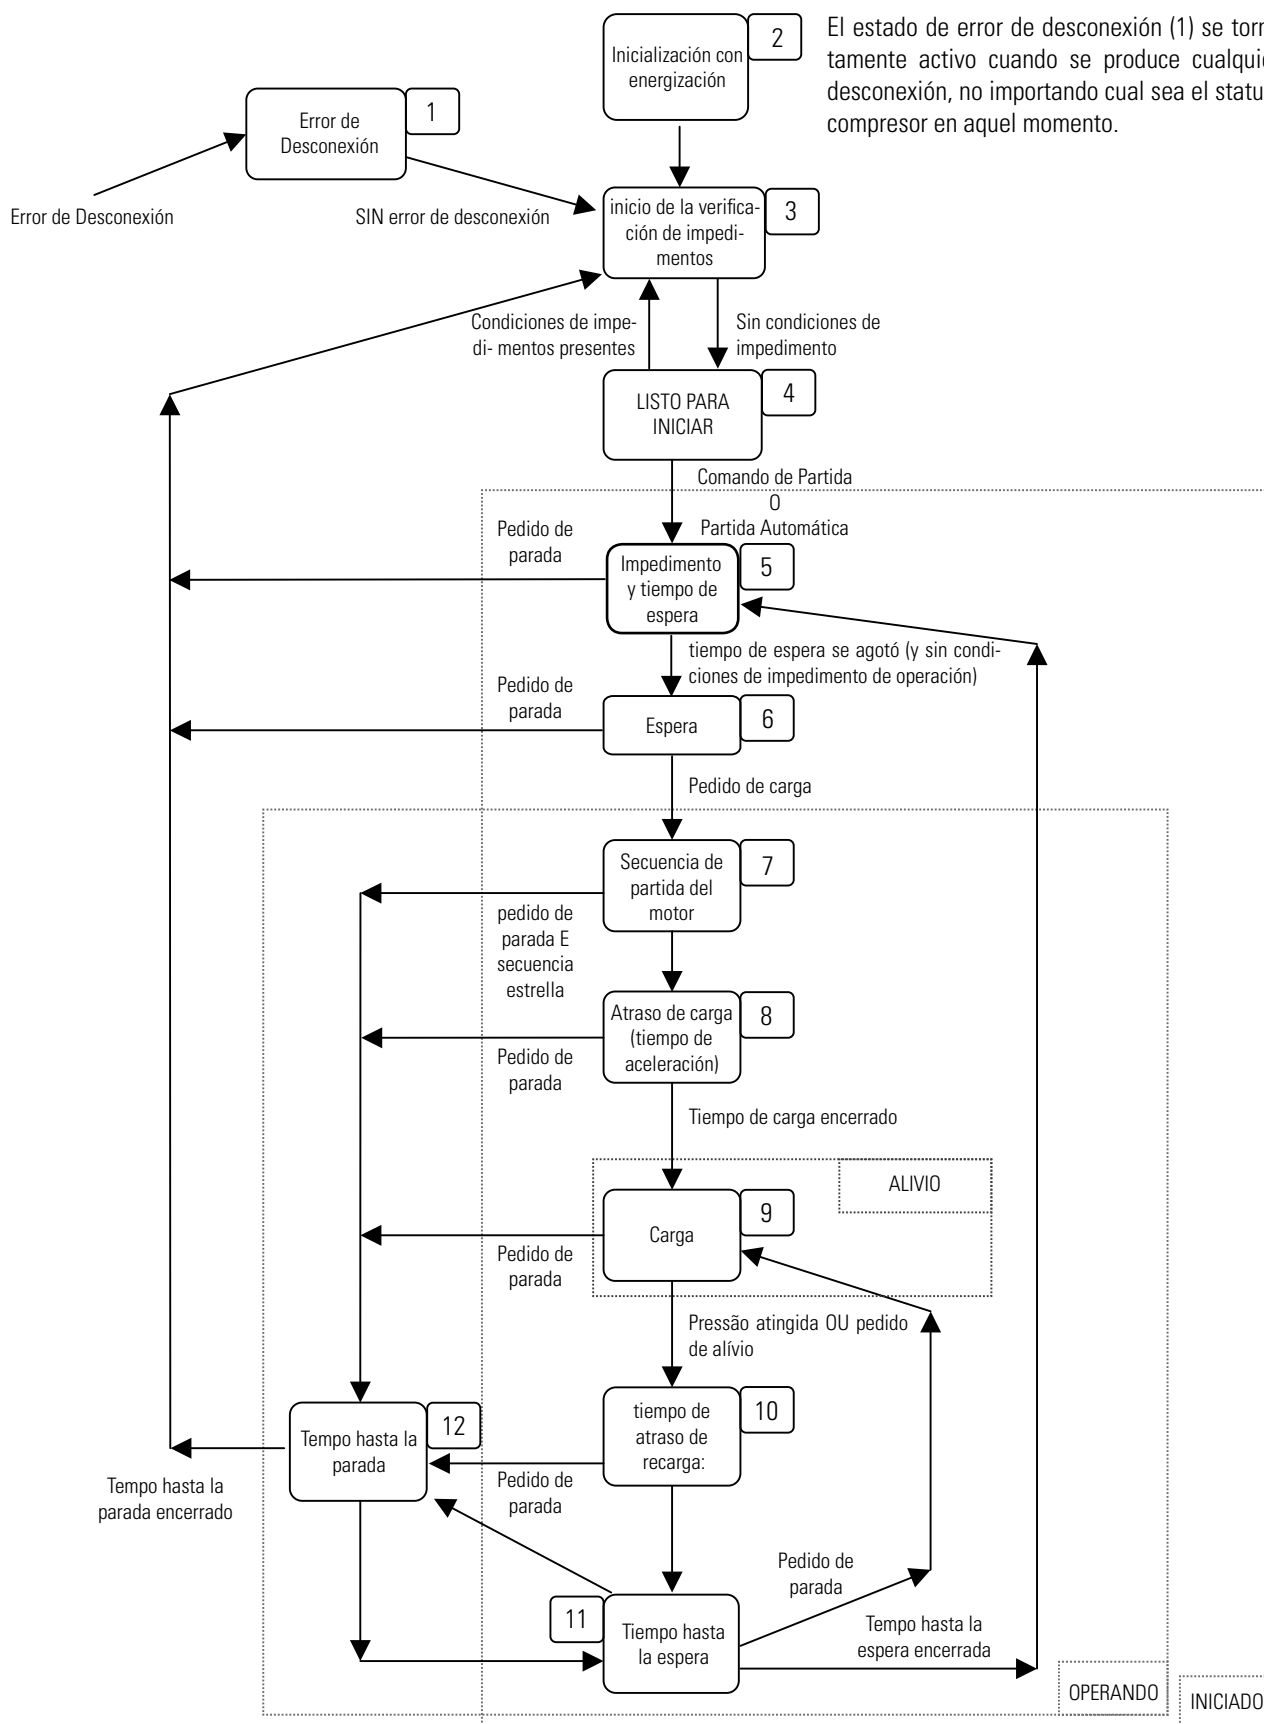 Inicialización con
energización
2
El estado de error de desconexión (1) se torn
tamente activo cuando se produce cualqui
desconexión, no importando cual sea el statu
compresor en aquel momento.
Error de
Desconexión
1
Error de Desconexión
SIN error de desconexión
inicio de la verifica-
ción de impedi-
mentos
3
Condiciones de impe-
di- mentos presentes
Sin condiciones de
impedimento
LISTO PARA
INICIAR
4
Comando de Partida
O
Partida Automática
Pedido de
parada
Impedimento
y tiempo de
espera
5
tiempo de espera se agotó (y sin condi-
ciones de impedimento de operación)
Pedido de
parada
Espera
6
Pedido de carga
Secuencia de
partida del
motor
7
pedido de
parada E
secuencia
estrella
Atraso de carga
(tiempo de
aceleración)
8
Pedido de
parada
Tiempo de carga encerrado
ALIVIO
Carga
9
Pedido de
parada
Pressão atingida OU pedido
de alívio
tiempo de
atraso de
recarga:
10
Tempo hasta la
parada
12
Tempo hasta la
parada encerrado
Pedido de
parada
Pedido de
parada
11
Tiempo hasta
la espera
Tempo hasta la
espera encerrada
OPERANDO
INICIADO